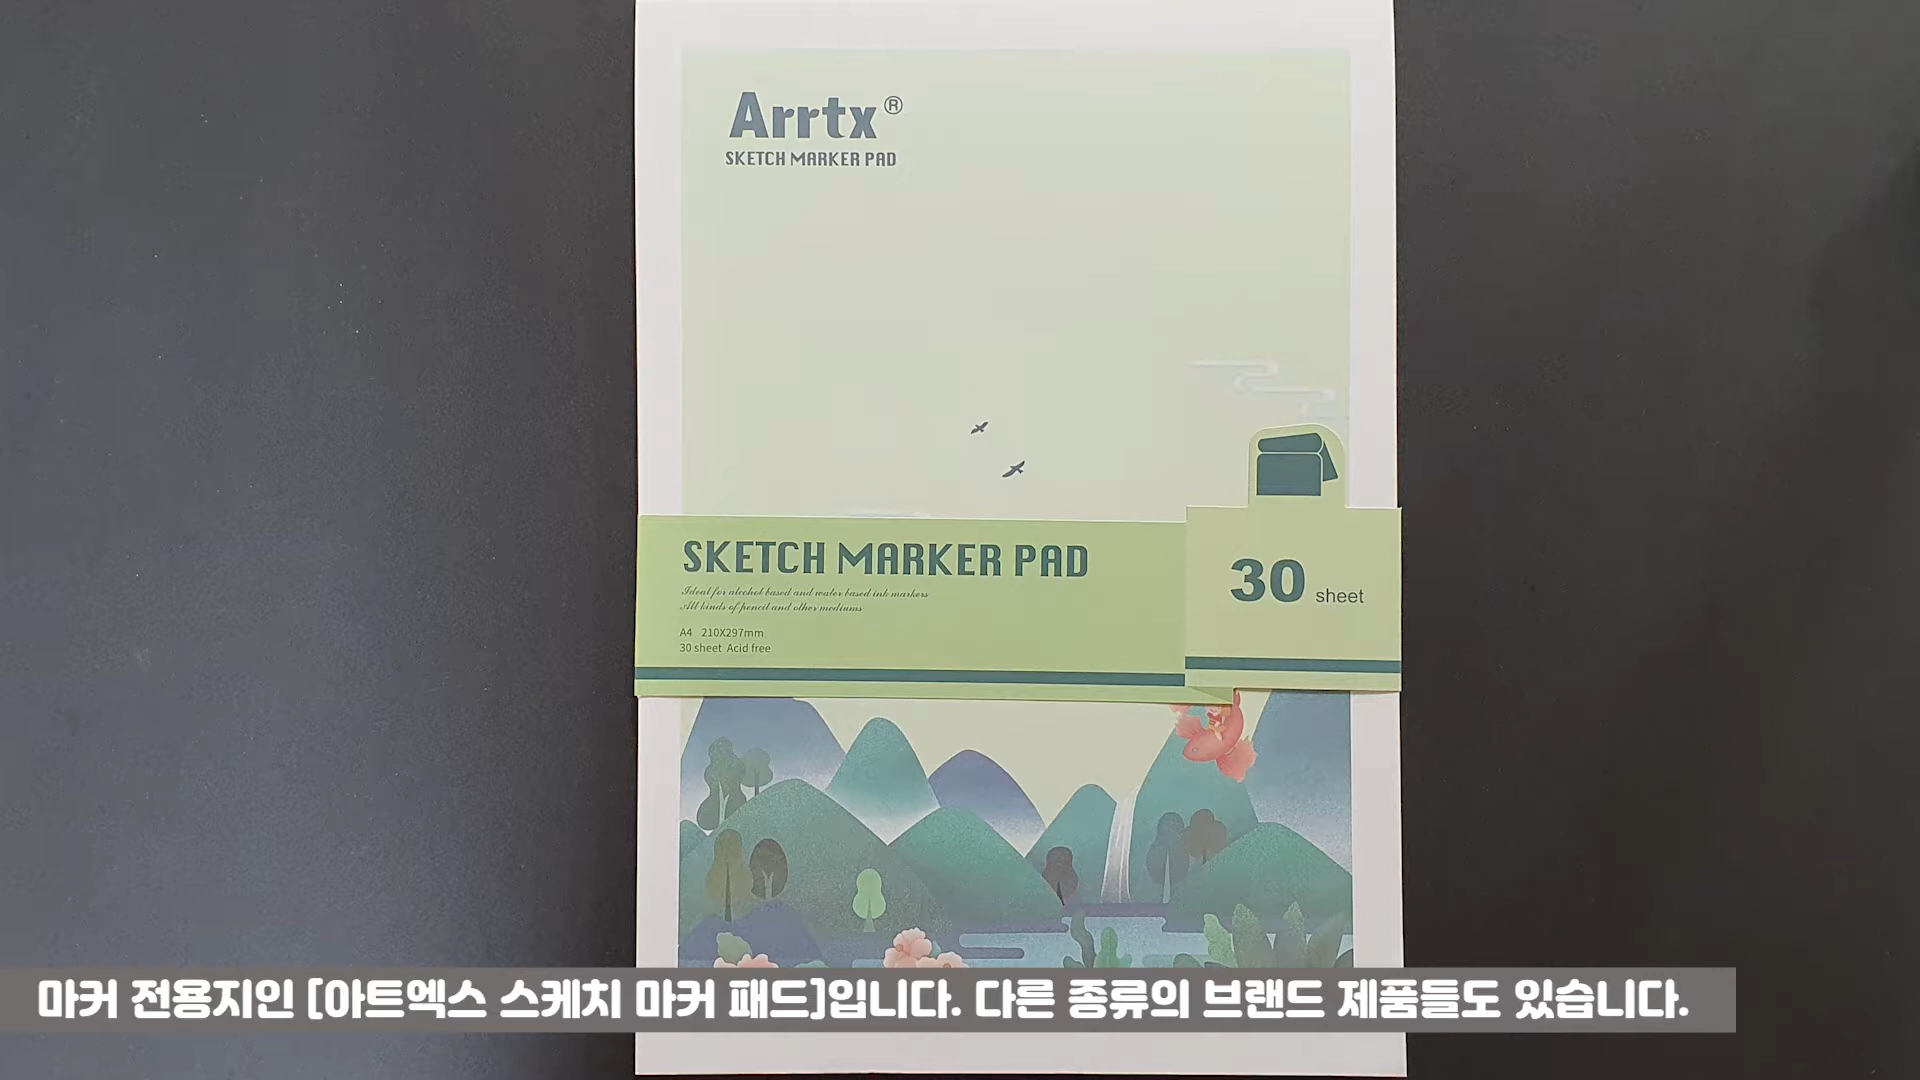 Arrtx®
SKETCH MARKER PAD
SKETCH MARKER PAD
Ideal for alcohol based and water based ink markers
All kinds of pencil and other mediums
A4 210X297mm
30 sheet Acid free
30 sheet
마커 전용지인 [아트엑스 스케치 마커 패드]입니다. 다른 종류의 브랜드 제품들도 있습니다.